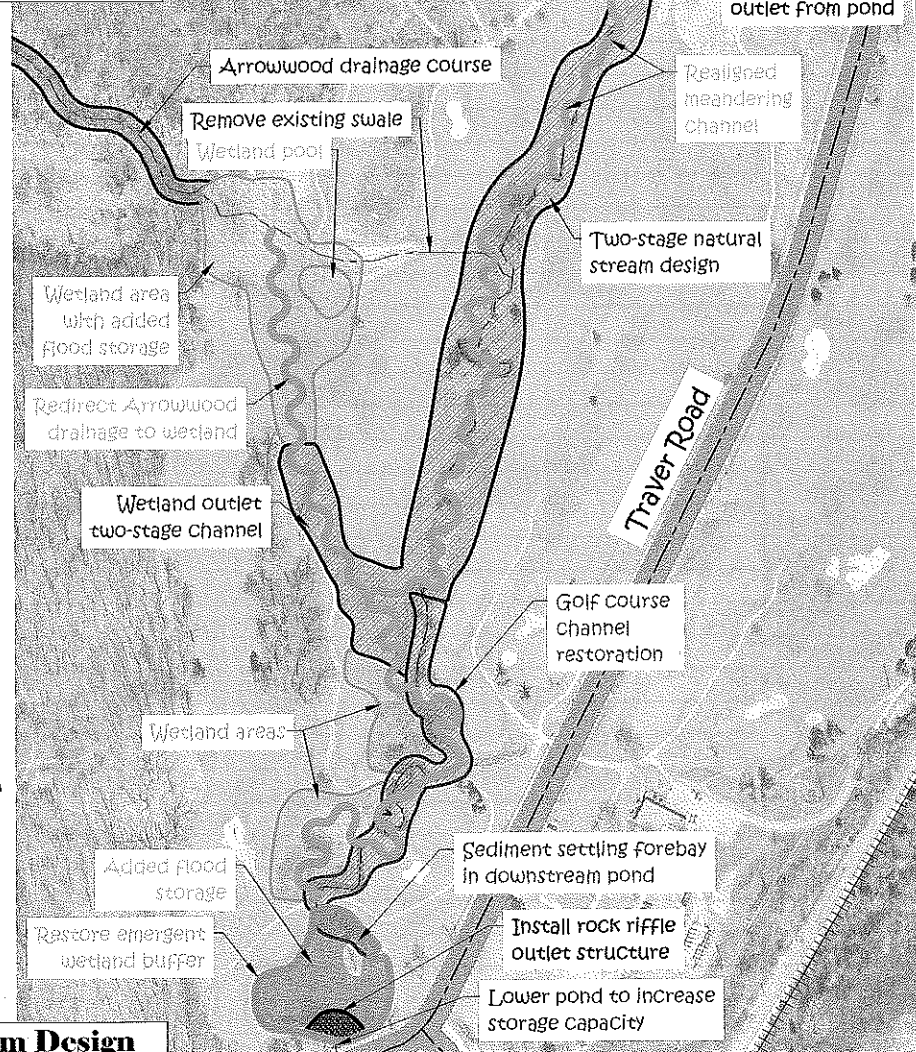 outlet from pond
Arrowwood drainage course
Realigned
meandering
channel
Remove existing swale
Wetland pool
Two-stage natural
stream design
Wetland area
with added
flood storage
Redirect Arrowwood
drainage to wetland
Traver Road
Wetland outlet
two-stage channel
Golf course
channel
restoration
Wetland areas
Added flood
storage
Sediment settling forebay
in downstream pond
Restore emergent
wetland buffer
Install rock riffle
outlet structure
Lower pond to increase
storage capacity
m Design